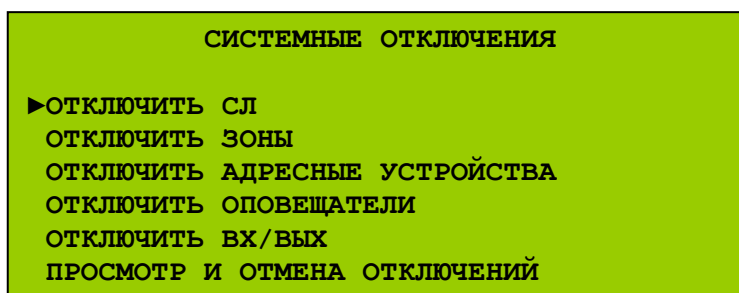 СИСТЕМНЫЕ ОТКЛЮЧЕНИЯ
►ОТКЛЮЧИТЬ СЛ
ОТКЛЮЧИТЬ ЗОНЫ
ОТКЛЮЧИТЬ АДРЕСНЫЕ УСТРОЙСТВА
ОТКЛЮЧИТЬ ОПОВЕЩАТЕЛИ
ОТКЛЮЧИТЬ ВХ/ВЫХ
ПРОСМОТР И ОТМЕНА ОТКЛЮЧЕНИЙ